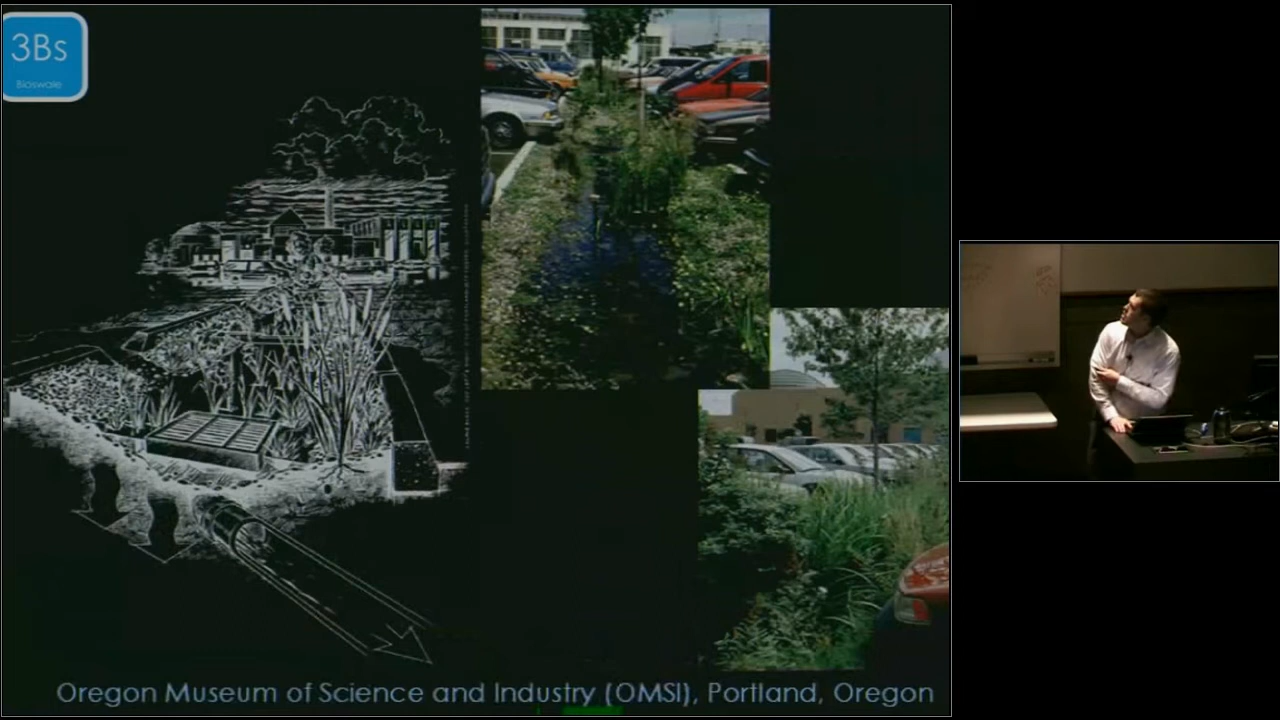 3Bs
Bioswale
Oregon Museum of Science and Industry (OMSI), Portland, Oregon